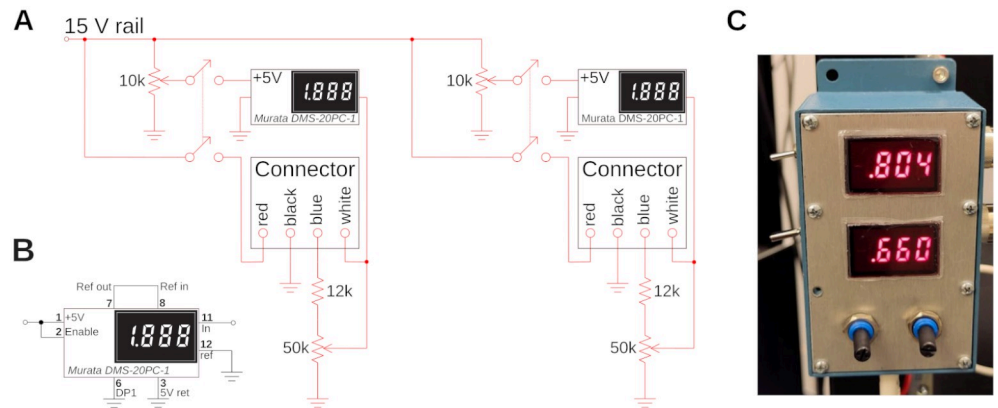 A
15 V rail
10k
+5V
1.888
Murata DMS-20PC-1
Connector
red
black
blue
white
12k
50k
10k
+5V
1.888
Murata DMS-20PC-1
Connector
red
black
blue
white
12k
50k
B
Ref out
Ref in
7
8
1
+5V
2
Enable
1.888
11
In
12
ref
Murata DMS-20PC-1
6
DP1
3
5V ret
C
.804
.660